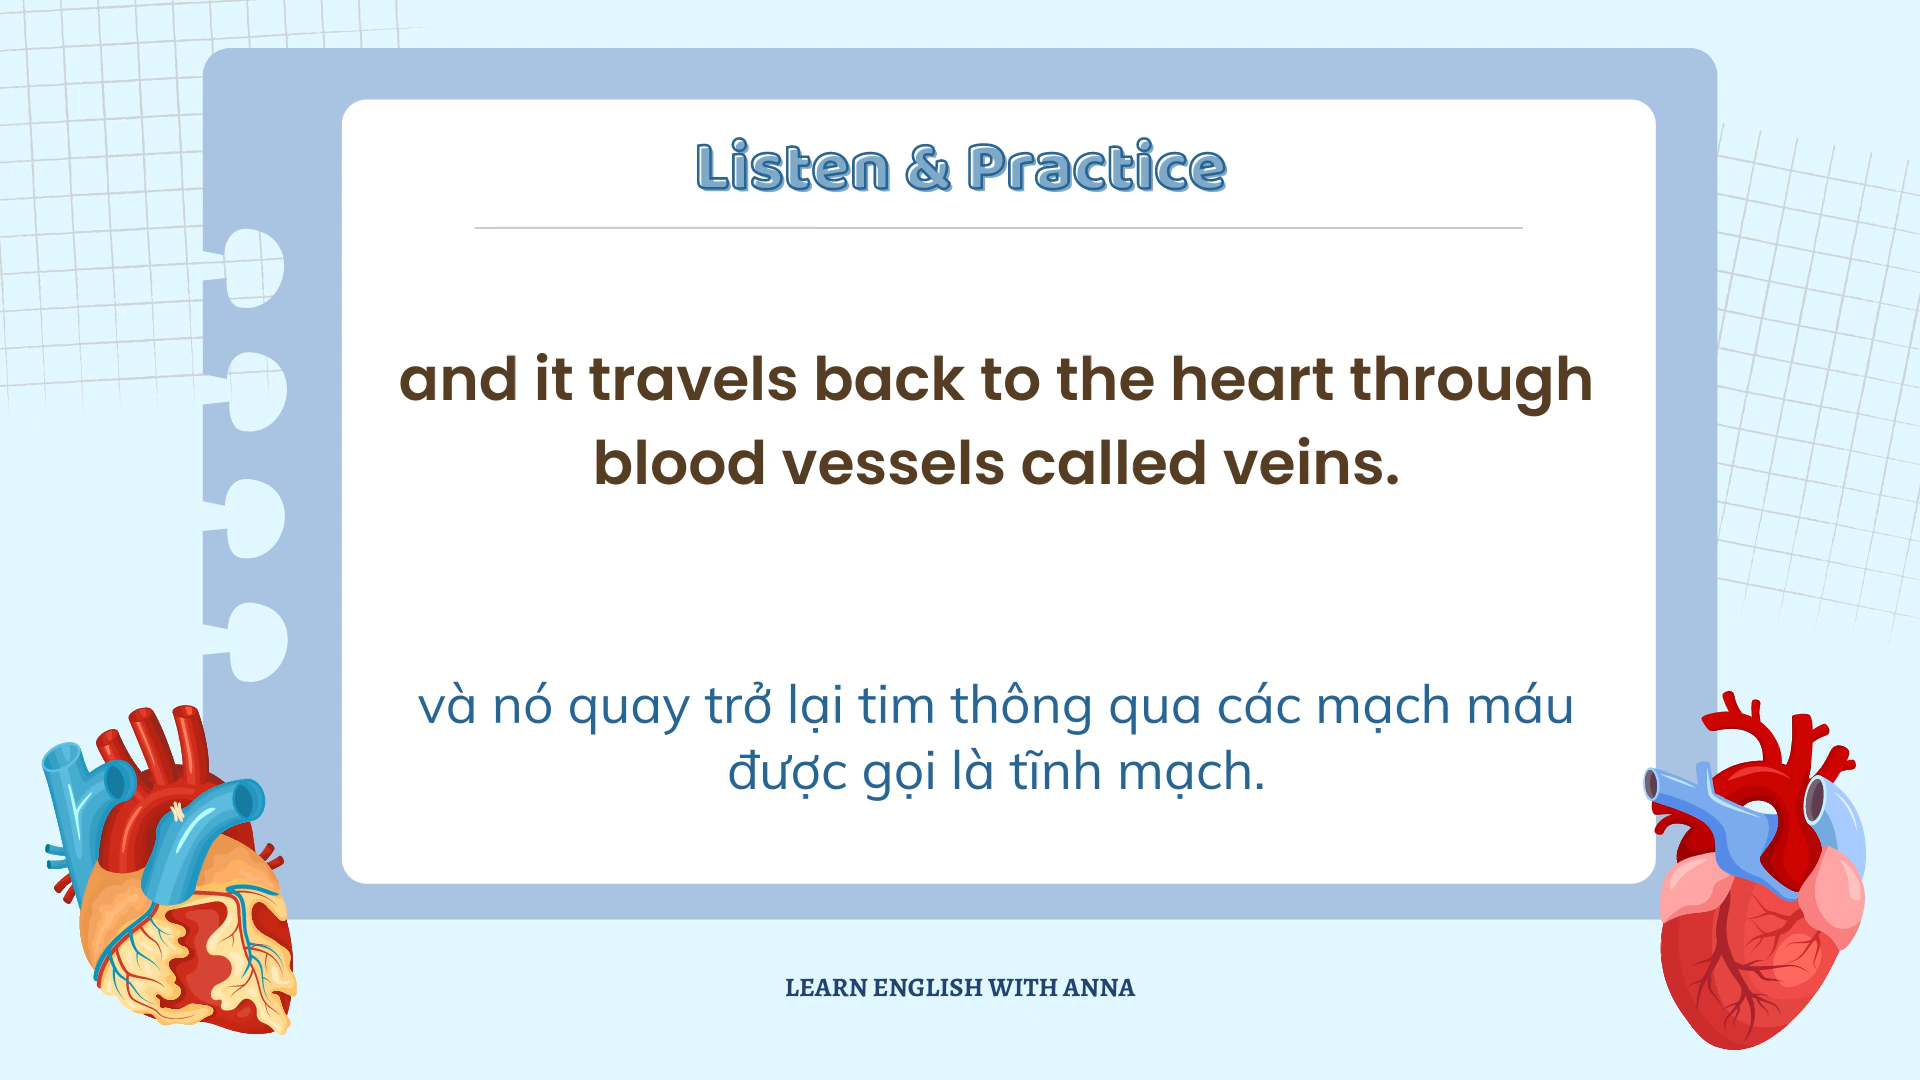 Listen & Practice
and it travels back to the heart through
blood vessels called veins.
và nó quay trở lại tim thông qua các mạch máu
được gọi là tĩnh mạch.
LEARN ENGLISH WITH ANNA